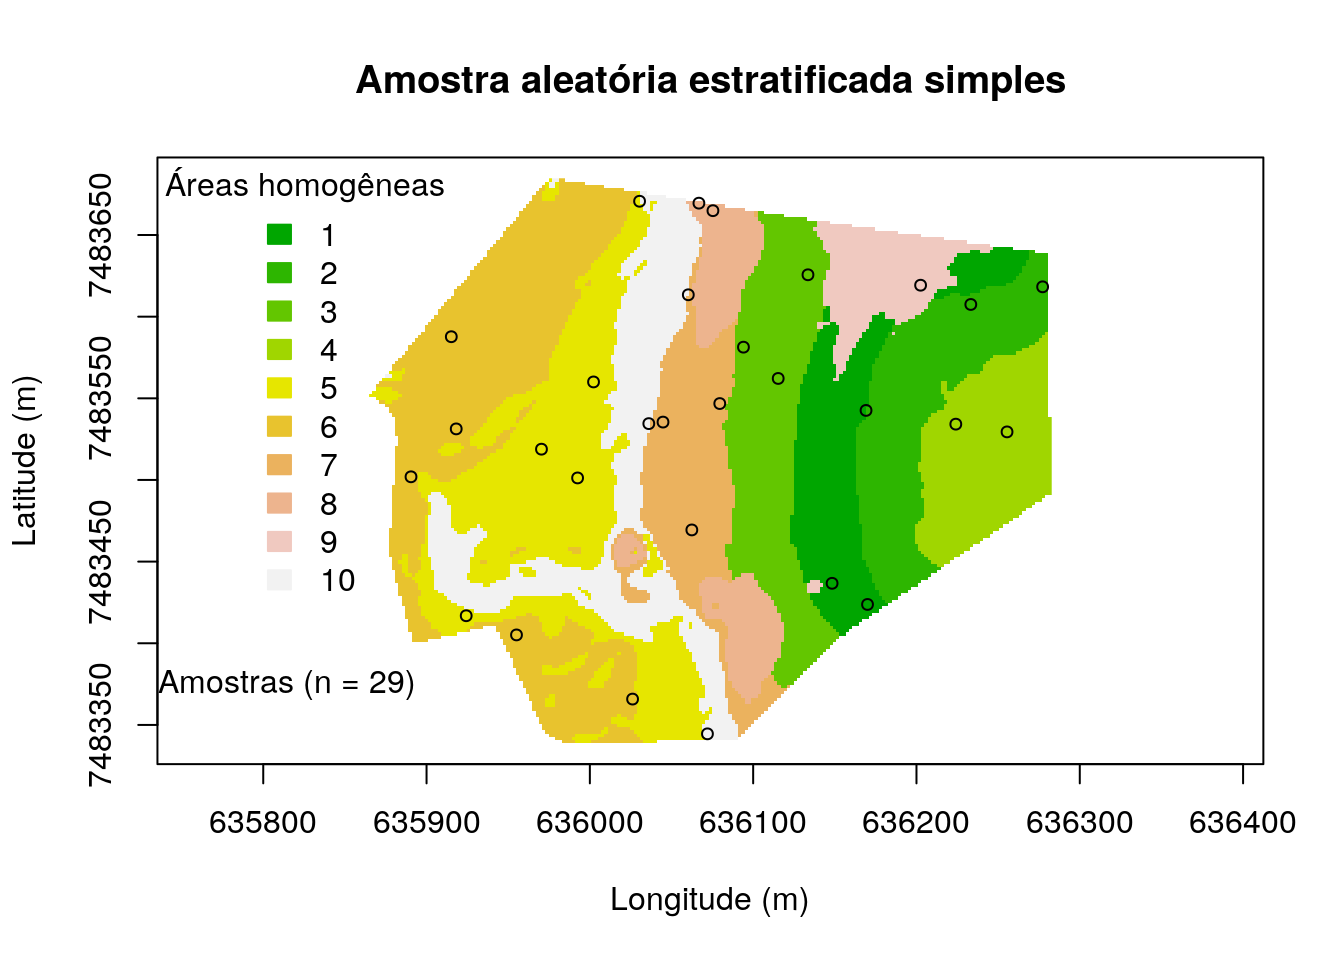 Amostra aleatória estratificada simples
Áreas homogêneas
1
2
3
4
5
6
7
8
9
10
Amostras (n = 29)
Latitude (m)
7483650
7483550
7483450
7483350
635800 635900 636000 636100 636200 636300 636400
Longitude (m)